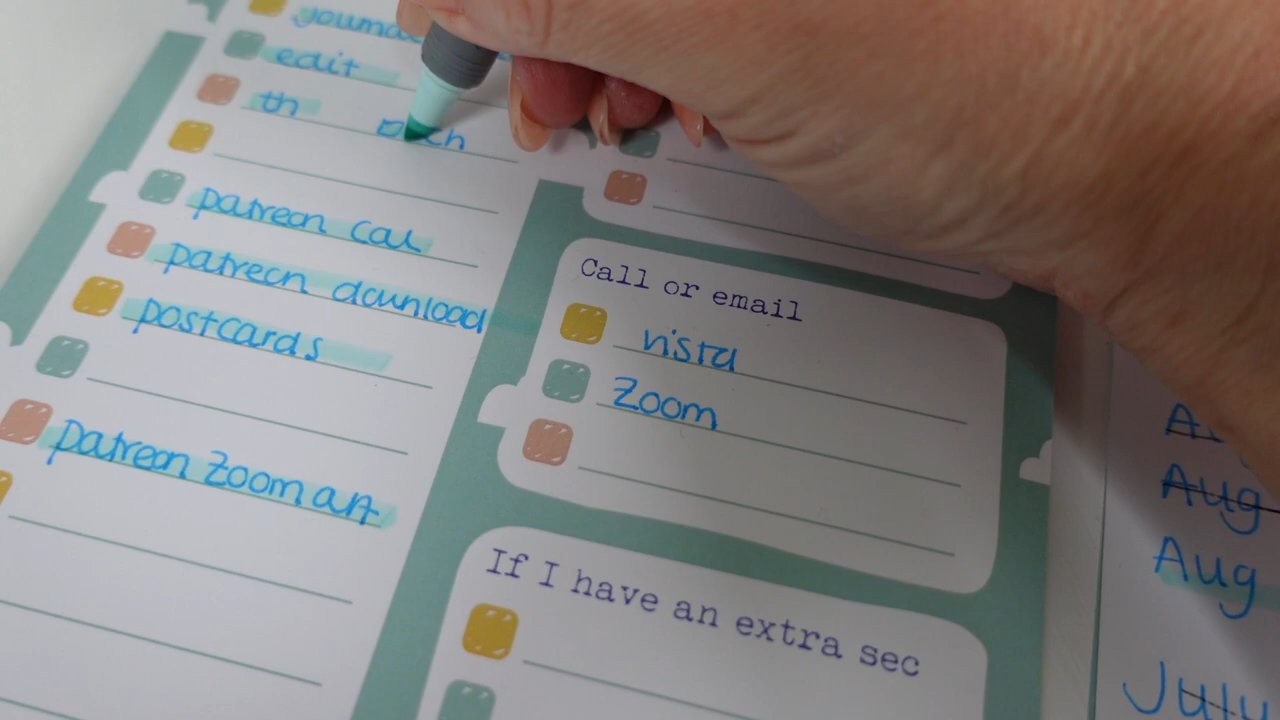 edit
th
patreon cal
patreon download
postcards
patreon zoom art
Call or email
vista
Zoom
If I have an extra sec
Aug
Aug
July